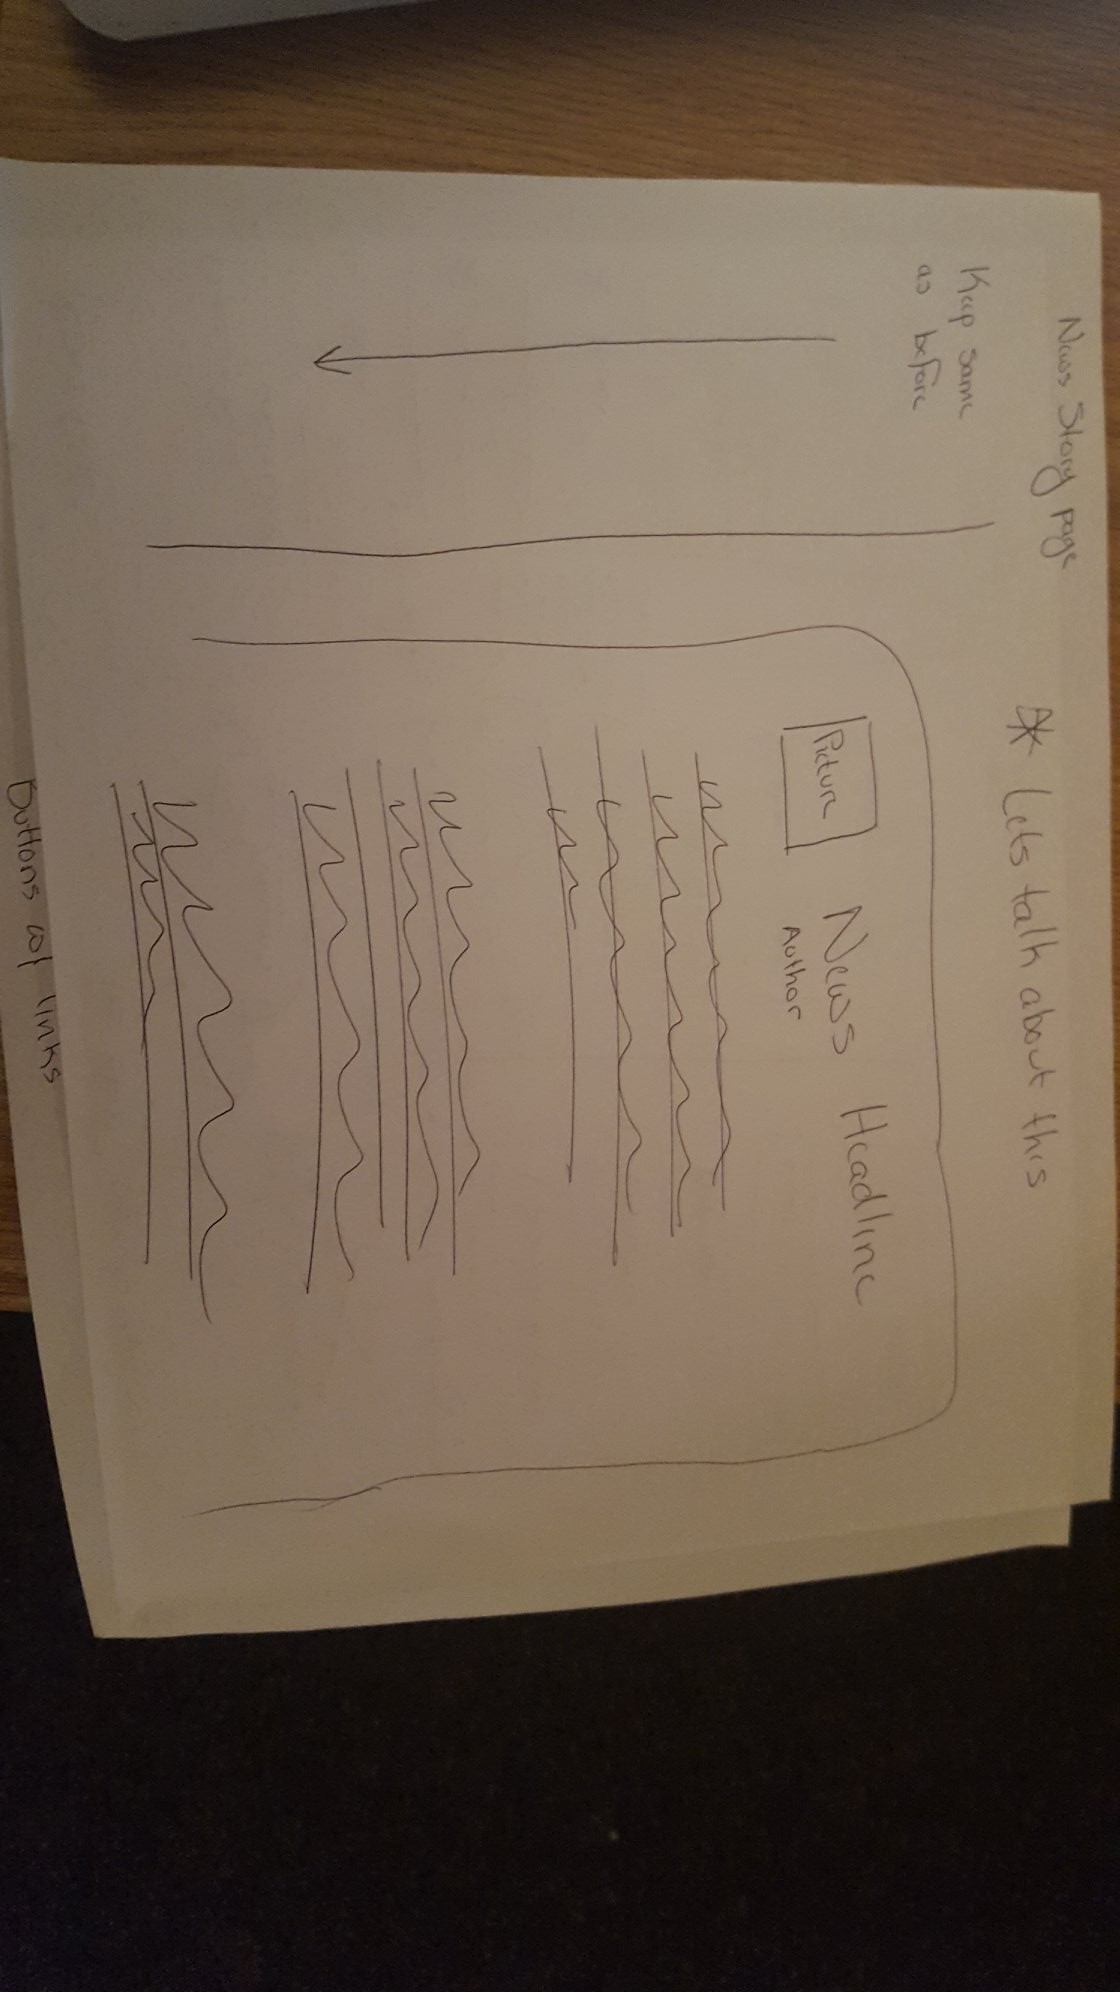 News Story page
* Lets talk about this
Keep same
as before
Picture
News Headline
Author
Buttons w/ links